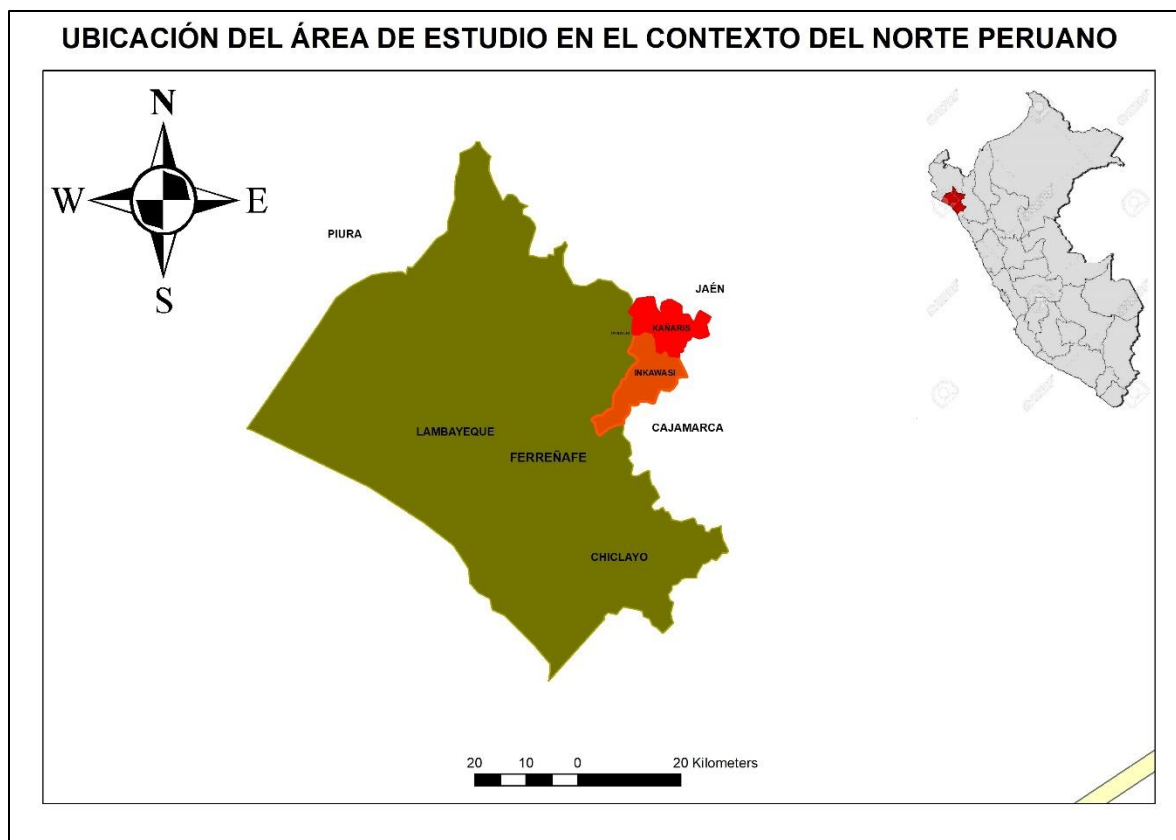 UBICACIÓN DEL ÁREA DE ESTUDIO EN EL CONTEXTO DEL NORTE PERUANO
N
W E
S
PIURA
JAÉN
KAÑARIS
INKAWASI
CAJAMARCA
LAMBAYEQUE
FERREÑAFE
CHICLAYO
20 10 0 20 Kilometers